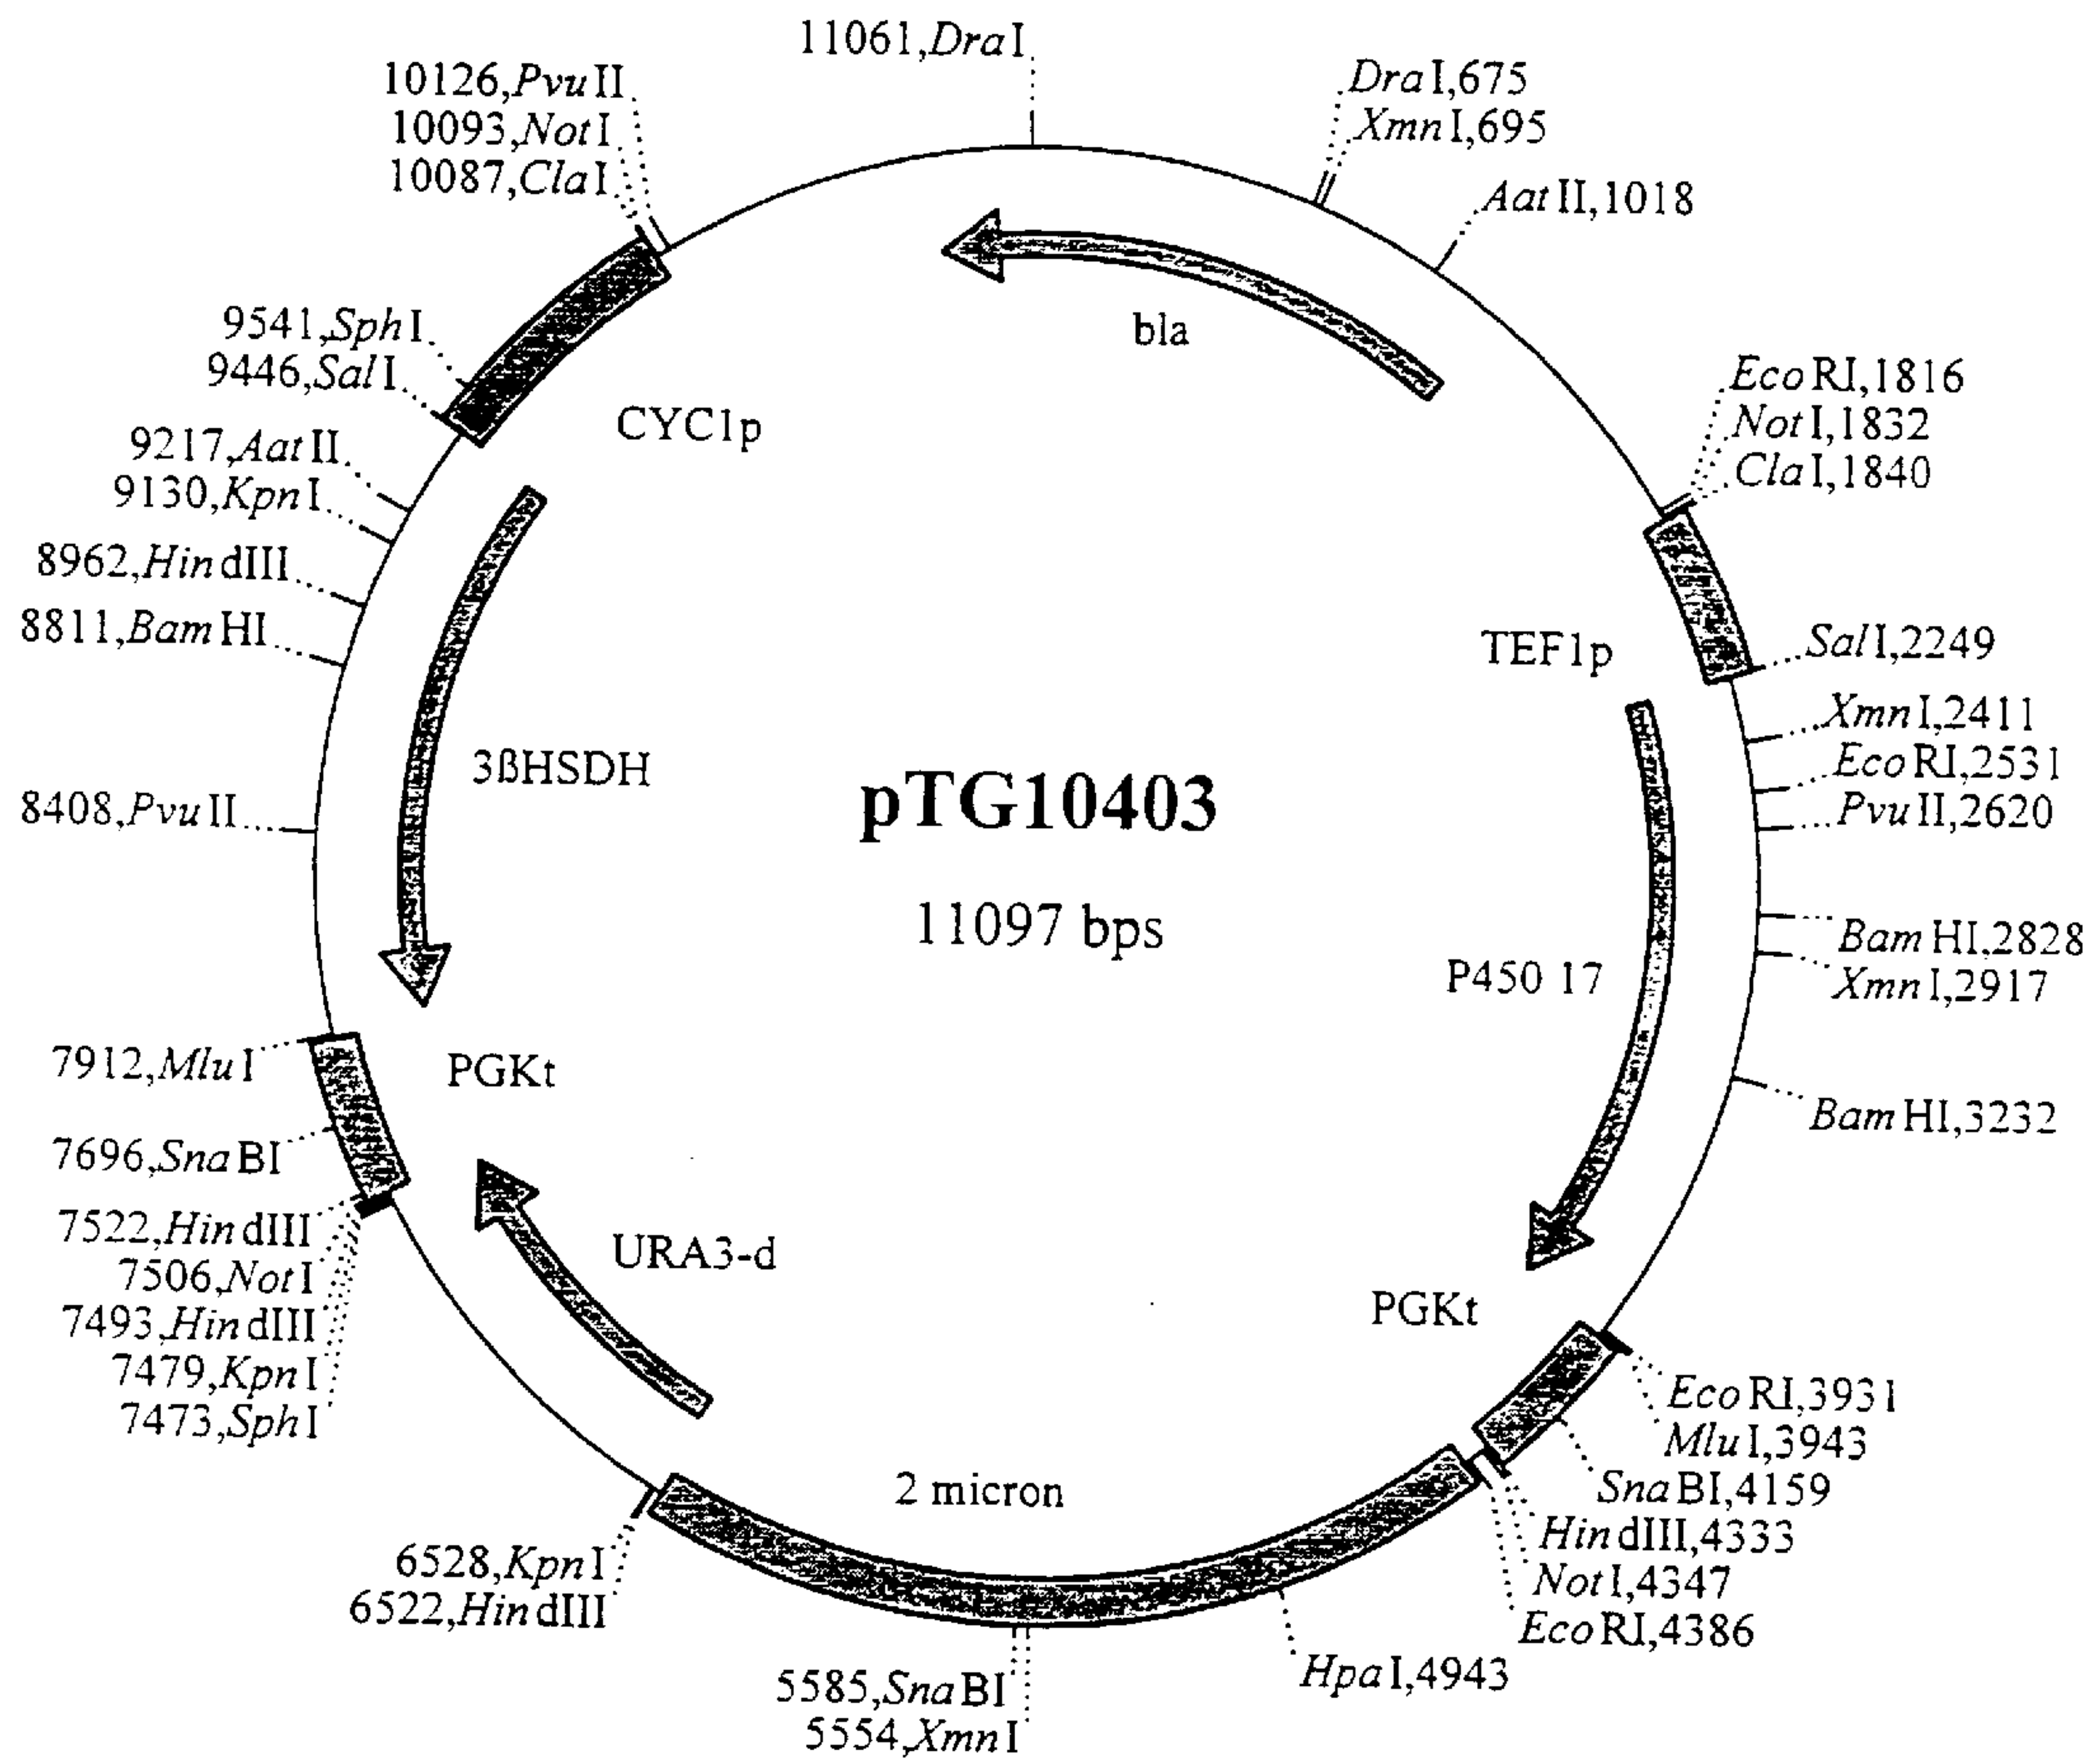 11061,DraI
DraI,675
XmnI,695
AatII,1018
EcoRI,1816
NotI,1832
ClaI,1840
SalI,2249
XmnI,2411
EcoRI,2531
PvuII,2620
BamHI,2828
XmnI,2917
BamHI,3232
EcoRI,3931
MluI,3943
SnaBI,4159
HindIII,4333
NotI,4347
EcoRI,4386
HpaI,4943
5585,SnaBI
5554,XmnI
6528,KpnI
6522,HindIII
7912,MluI
7696,SnaBI
7522,HindIII
7506,NotI
7493,HindIII
7479,KpnI
7473,SphI
8408,PvuII
9217,AatII
9130,KpnI
8962,HindIII
8811,BamHI
9541,SphI
9446,SalI
10126,PvuII
10093,NotI
10087,ClaI
bla
CYC1p
TEF1p
3ßHSDH
pTG10403
11097 bps
P450 17
PGKt
URA3-d
PGKt
2 micron